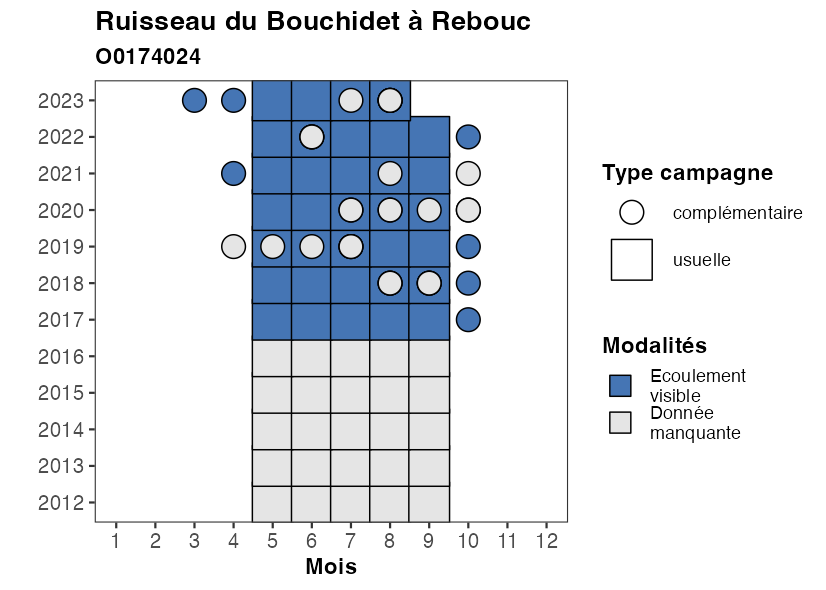 Ruisseau du Bouchidet à Rebouc
O0174024
2023
2022
2021
2020
2019
2018
2017
2016
2015
2014
2013
2012
1 2 3 4 5 6 7 8 9 10 11 12
Mois
Type campagne
complémentaire
usuelle
Modalités
Ecoulement
visible
Donnée
manquante